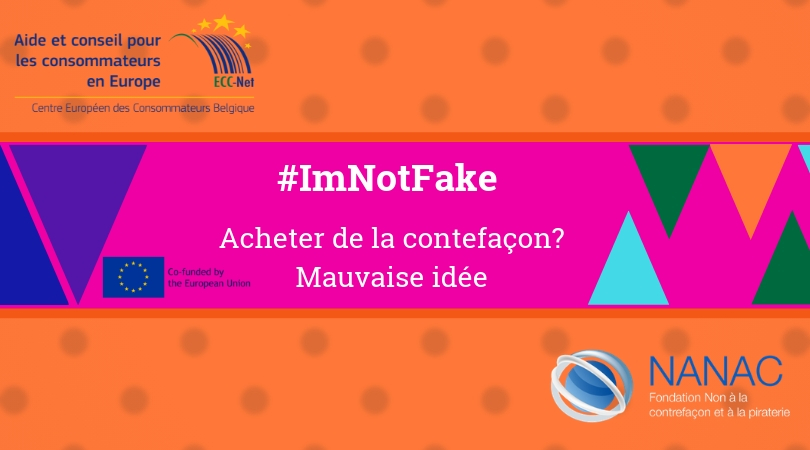 Aide et conseil pour
les consommateurs
en Europe
ECC-Net
Centre Européen des Consommateurs Belgique
#ImNotFake
Acheter de la contefaçon?
Mauvaise idée
Co-funded by
the European Union
NANAC
Fondation Non à la
contrefaçon et à la piraterie